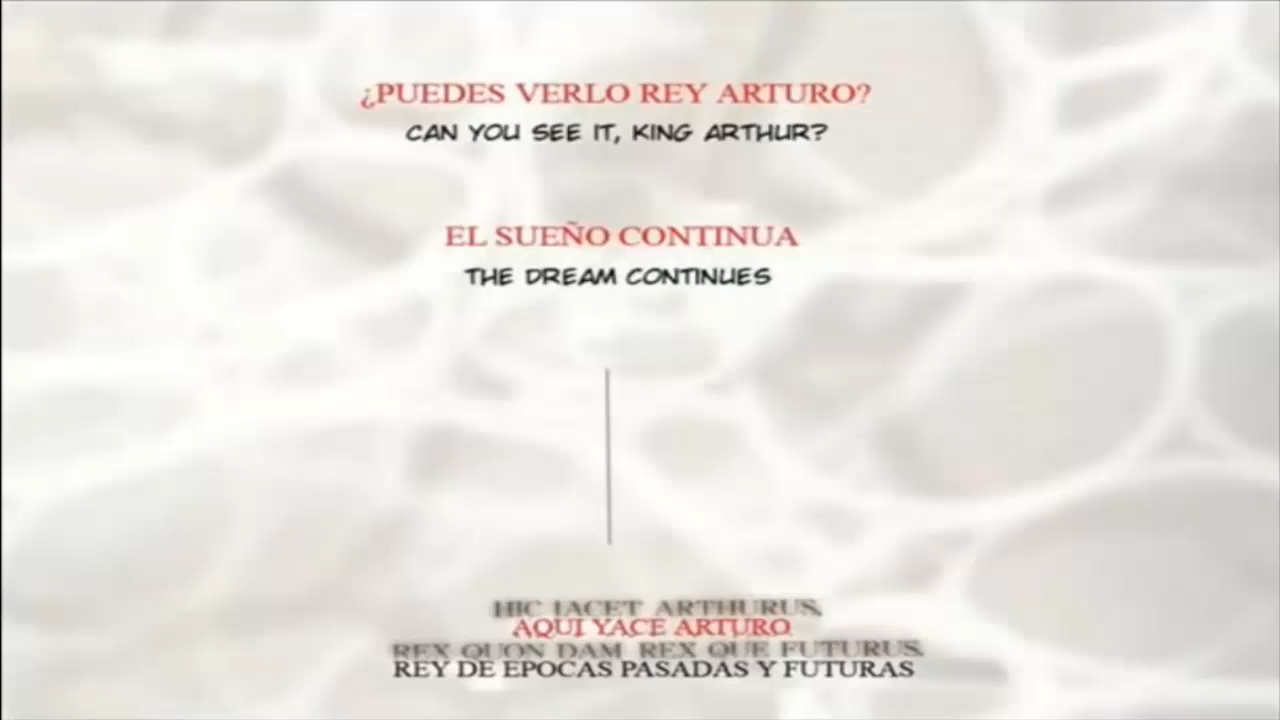 ¿PUEDES VERLO REY ARTURO?
CAN YOU SEE IT, KING ARTHUR?
EL SUEÑO CONTINUA
THE DREAM CONTINUES
HIC IACET ARTHURUS,
AQUI YACE ARTURO
REX QUON DAM REX QUE FUTURUS.
REY DE EPOCAS PASADAS Y FUTURAS